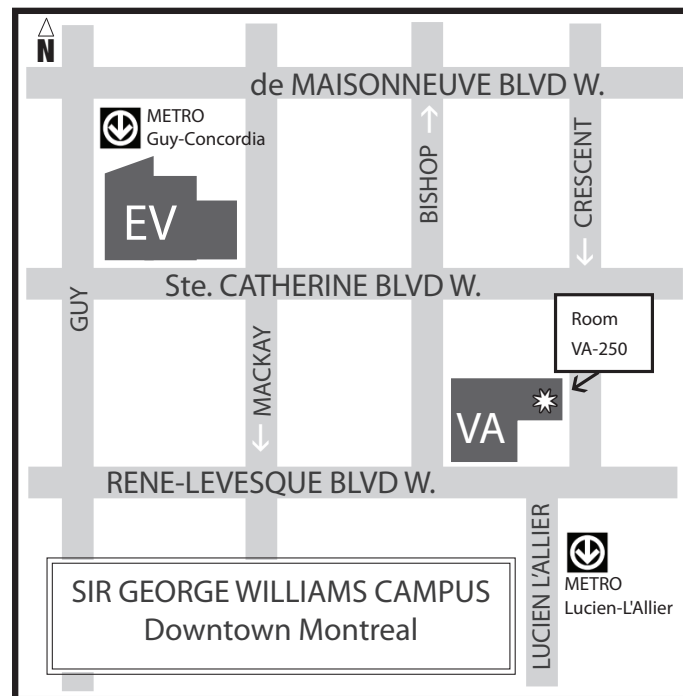 N
de MAISONNEUVE BLVD W.
METRO
Guy-Concordia
EV
BISHOP
CRESCENT
Ste. CATHERINE BLVD W.
GUY
MACKAY
Room
VA-250
VA
RENE-LEVESQUE BLVD W.
LUCIEN L'ALLIER
METRO
Lucien-L'Allier
SIR GEORGE WILLIAMS CAMPUS
Downtown Montreal